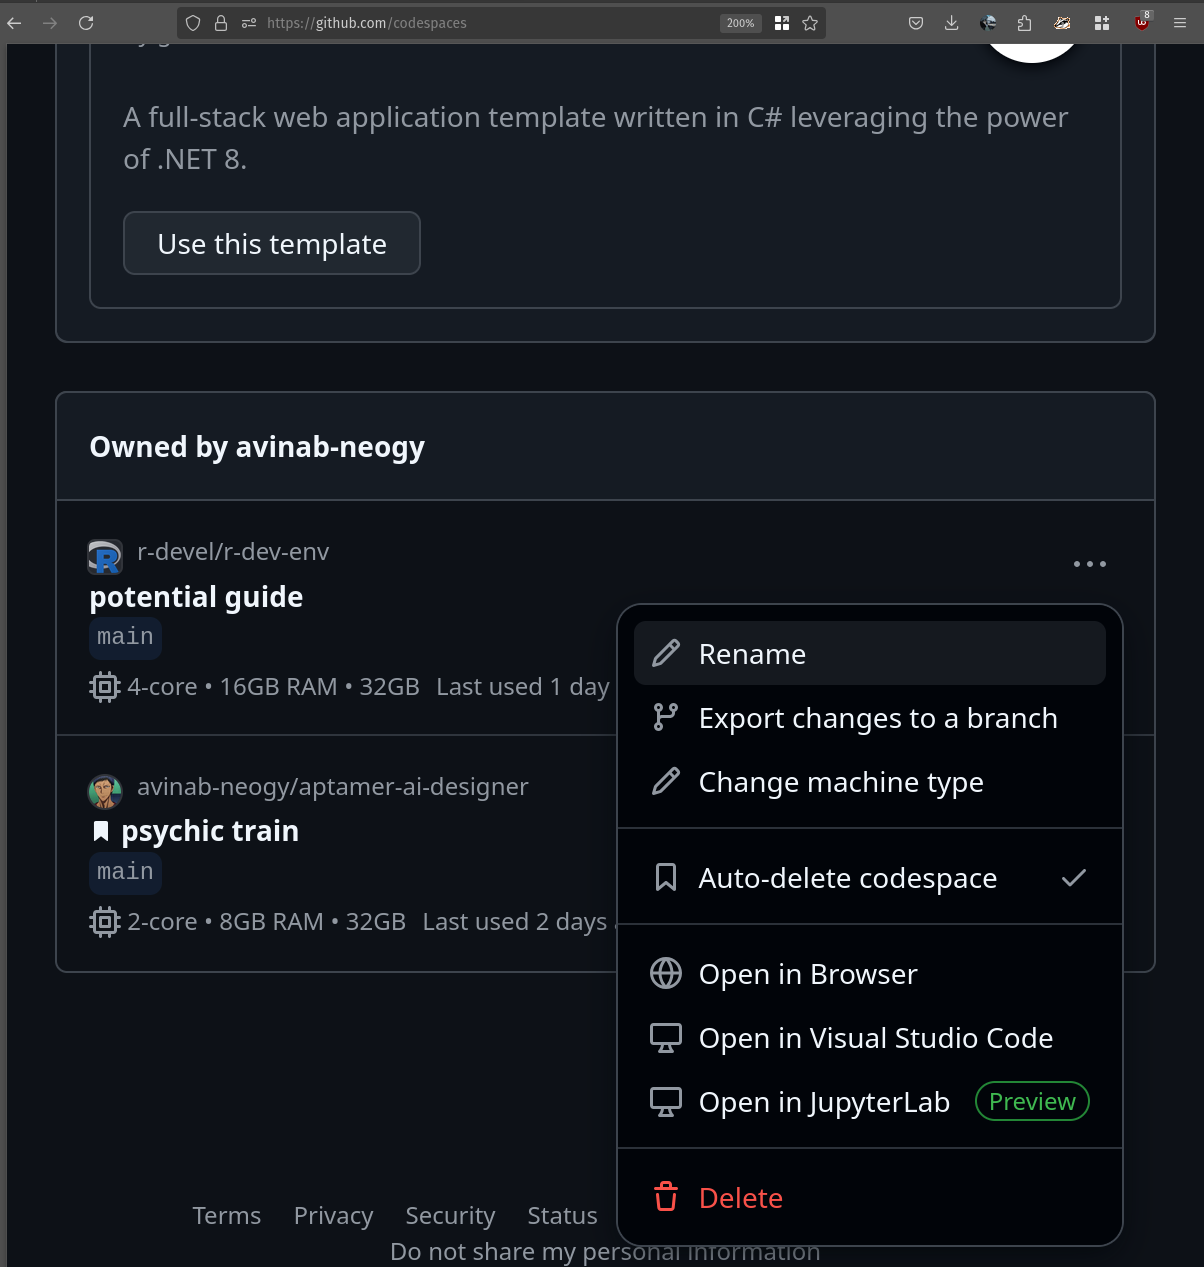 https://github.com/codespaces
200%
8
A full-stack web application template written in C# leveraging the power
of .NET 8.
Use this template
Owned by avinab-neogy
r-devel/r-dev-env
potential guide
main
4-core • 16GB RAM • 32GB Last used 1 day
Rename
Export changes to a branch
Change machine type
avinab-neogy/aptamer-ai-designer
psychic train
main
2-core • 8GB RAM • 32GB Last used 2 days
Auto-delete codespace
Open in Browser
Open in Visual Studio Code
Open in JupyterLab Preview
Delete
Terms Privacy Security Status
Do not share my personal information